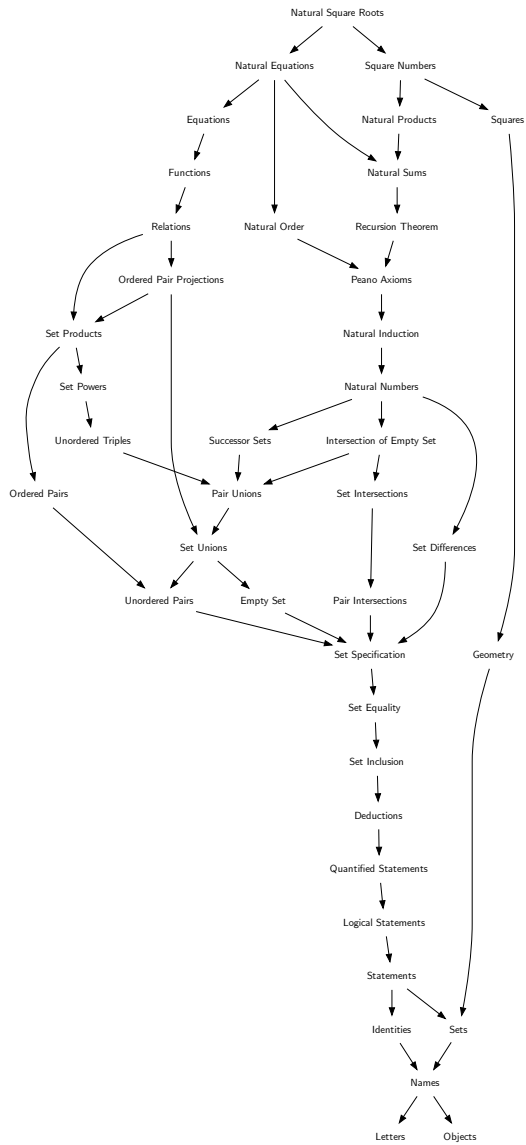 Natural Square Roots
Natural Equations
Square Numbers
Equations
Natural Products
Squares
Functions
Natural Sums
Relations
Natural Order
Recursion Theorem
Ordered Pair Projections
Peano Axioms
Set Products
Natural Induction
Set Powers
Natural Numbers
Unordered Triples
Successor Sets
Intersection of Empty Set
Ordered Pairs
Pair Unions
Set Intersections
Set Unions
Set Differences
Unordered Pairs
Empty Set
Pair Intersections
Set Specification
Geometry
Set Equality
Set Inclusion
Deductions
Quantified Statements
Logical Statements
Statements
Identities
Sets
Names
Letters
Objects